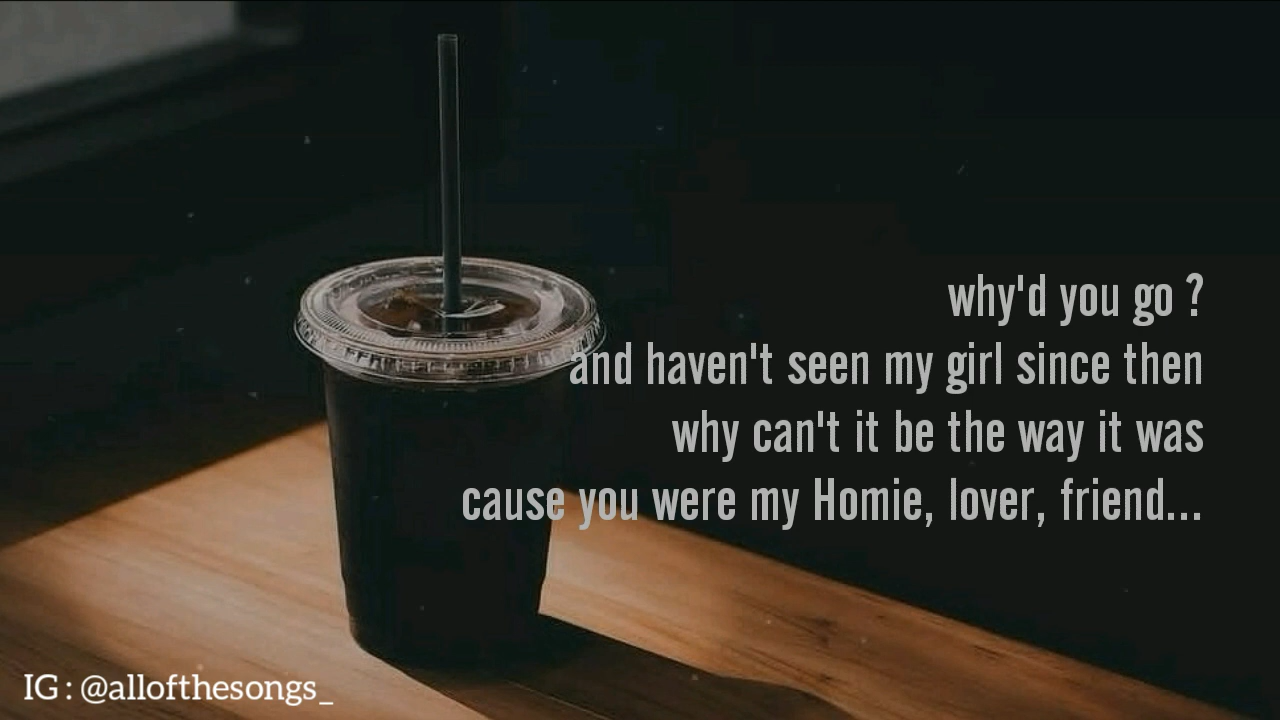 why'd you go ?
and haven't seen my girl since then
why can't it be the way it was
cause you were my Homie, lover, friend...
IG : @allofthesongs_